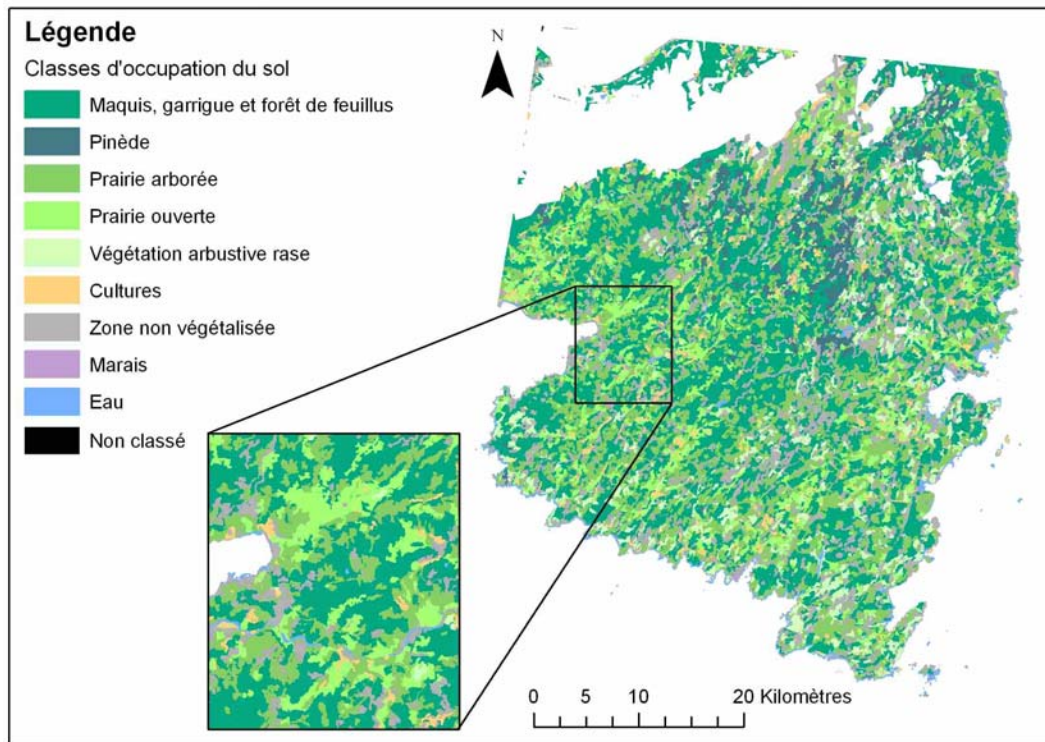 Légende
Classes d'occupation du sol
Maquis, garrigue et forêt de feuillus
Pinède
Prairie arborée
Prairie ouverte
Végétation arbustive rase
Cultures
Zone non végétalisée
Marais
Eau
Non classé
N
0 5 10 20 Kilomètres